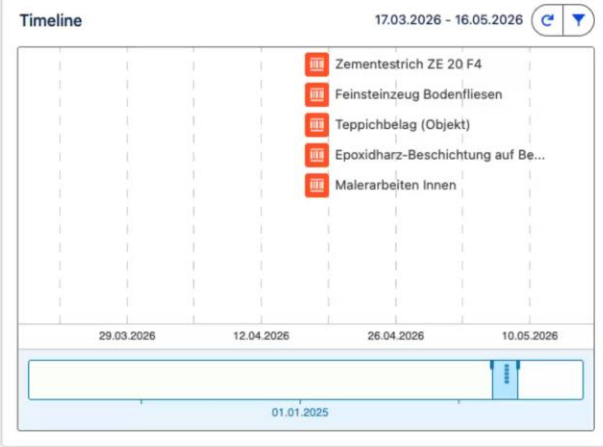 Timeline
17.03.2026 - 16.05.2026
Zementestrich ZE 20 F4
Feinsteinzeug Bodenfliesen
Teppichbelag (Objekt)
Epoxidharz-Beschichtung auf Be...
Malerarbeiten Innen
29.03.2026 12.04.2026 26.04.2026 10.05.2026
01.01.2025